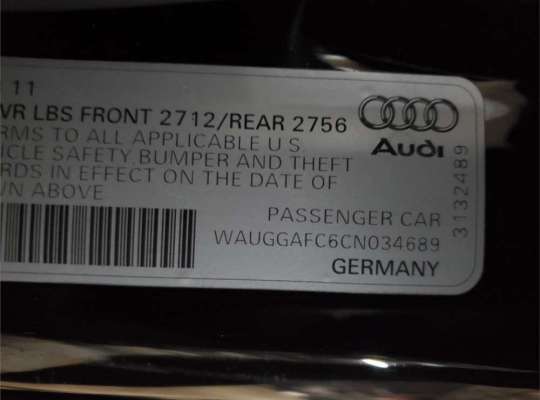 11
VR LBS FRONT 2712/REAR 2756
RMS TO ALL APPLICABLE U S
ICLE SAFETY, BUMPER AND THEFT
RDS IN EFFECT ON THE DATE OF
WN ABOVE
Audi
3132489
PASSENGER CAR
WAUGGAFC6CN034689
GERMANY